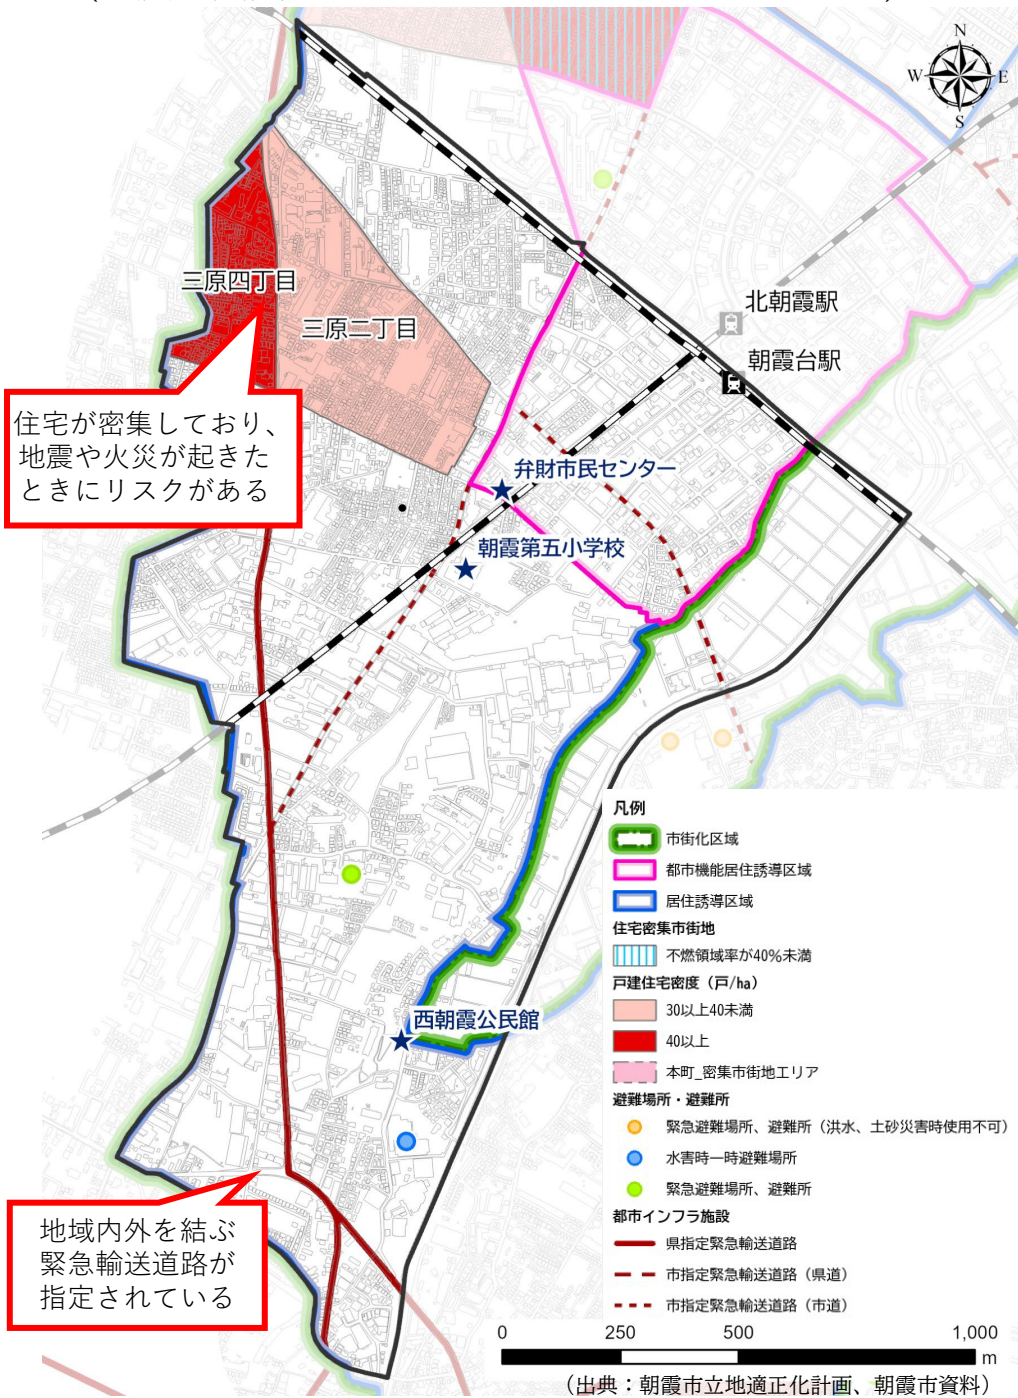 N
W
E
S
北朝霞駅
朝霞台駅
三原四丁目
三原二丁目
住宅が密集しており、
地震や火災が起きた
ときにリスクがある
弁財市民センター
朝霞第五小学校
西朝霞公民館
地域内外を結ぶ
緊急輸送道路が
指定されている
凡例
市街化区域
都市機能居住誘導区域
居住誘導区域
住宅密集市街地
不燃領域率が40%未満
戸建住宅密度（戸/ha）
30以上40未満
40以上
本町_密集市街地エリア
避難場所・避難所
緊急避難場所、避難所（洪水、土砂災害時使用不可）
水害時一時避難場所
緊急避難場所、避難所
都市インフラ施設
県指定緊急輸送道路
市指定緊急輸送道路（県道）
市指定緊急輸送道路（市道）
0 250 500 1,000
m
（出典：朝霞市立地適正化計画、朝霞市資料）